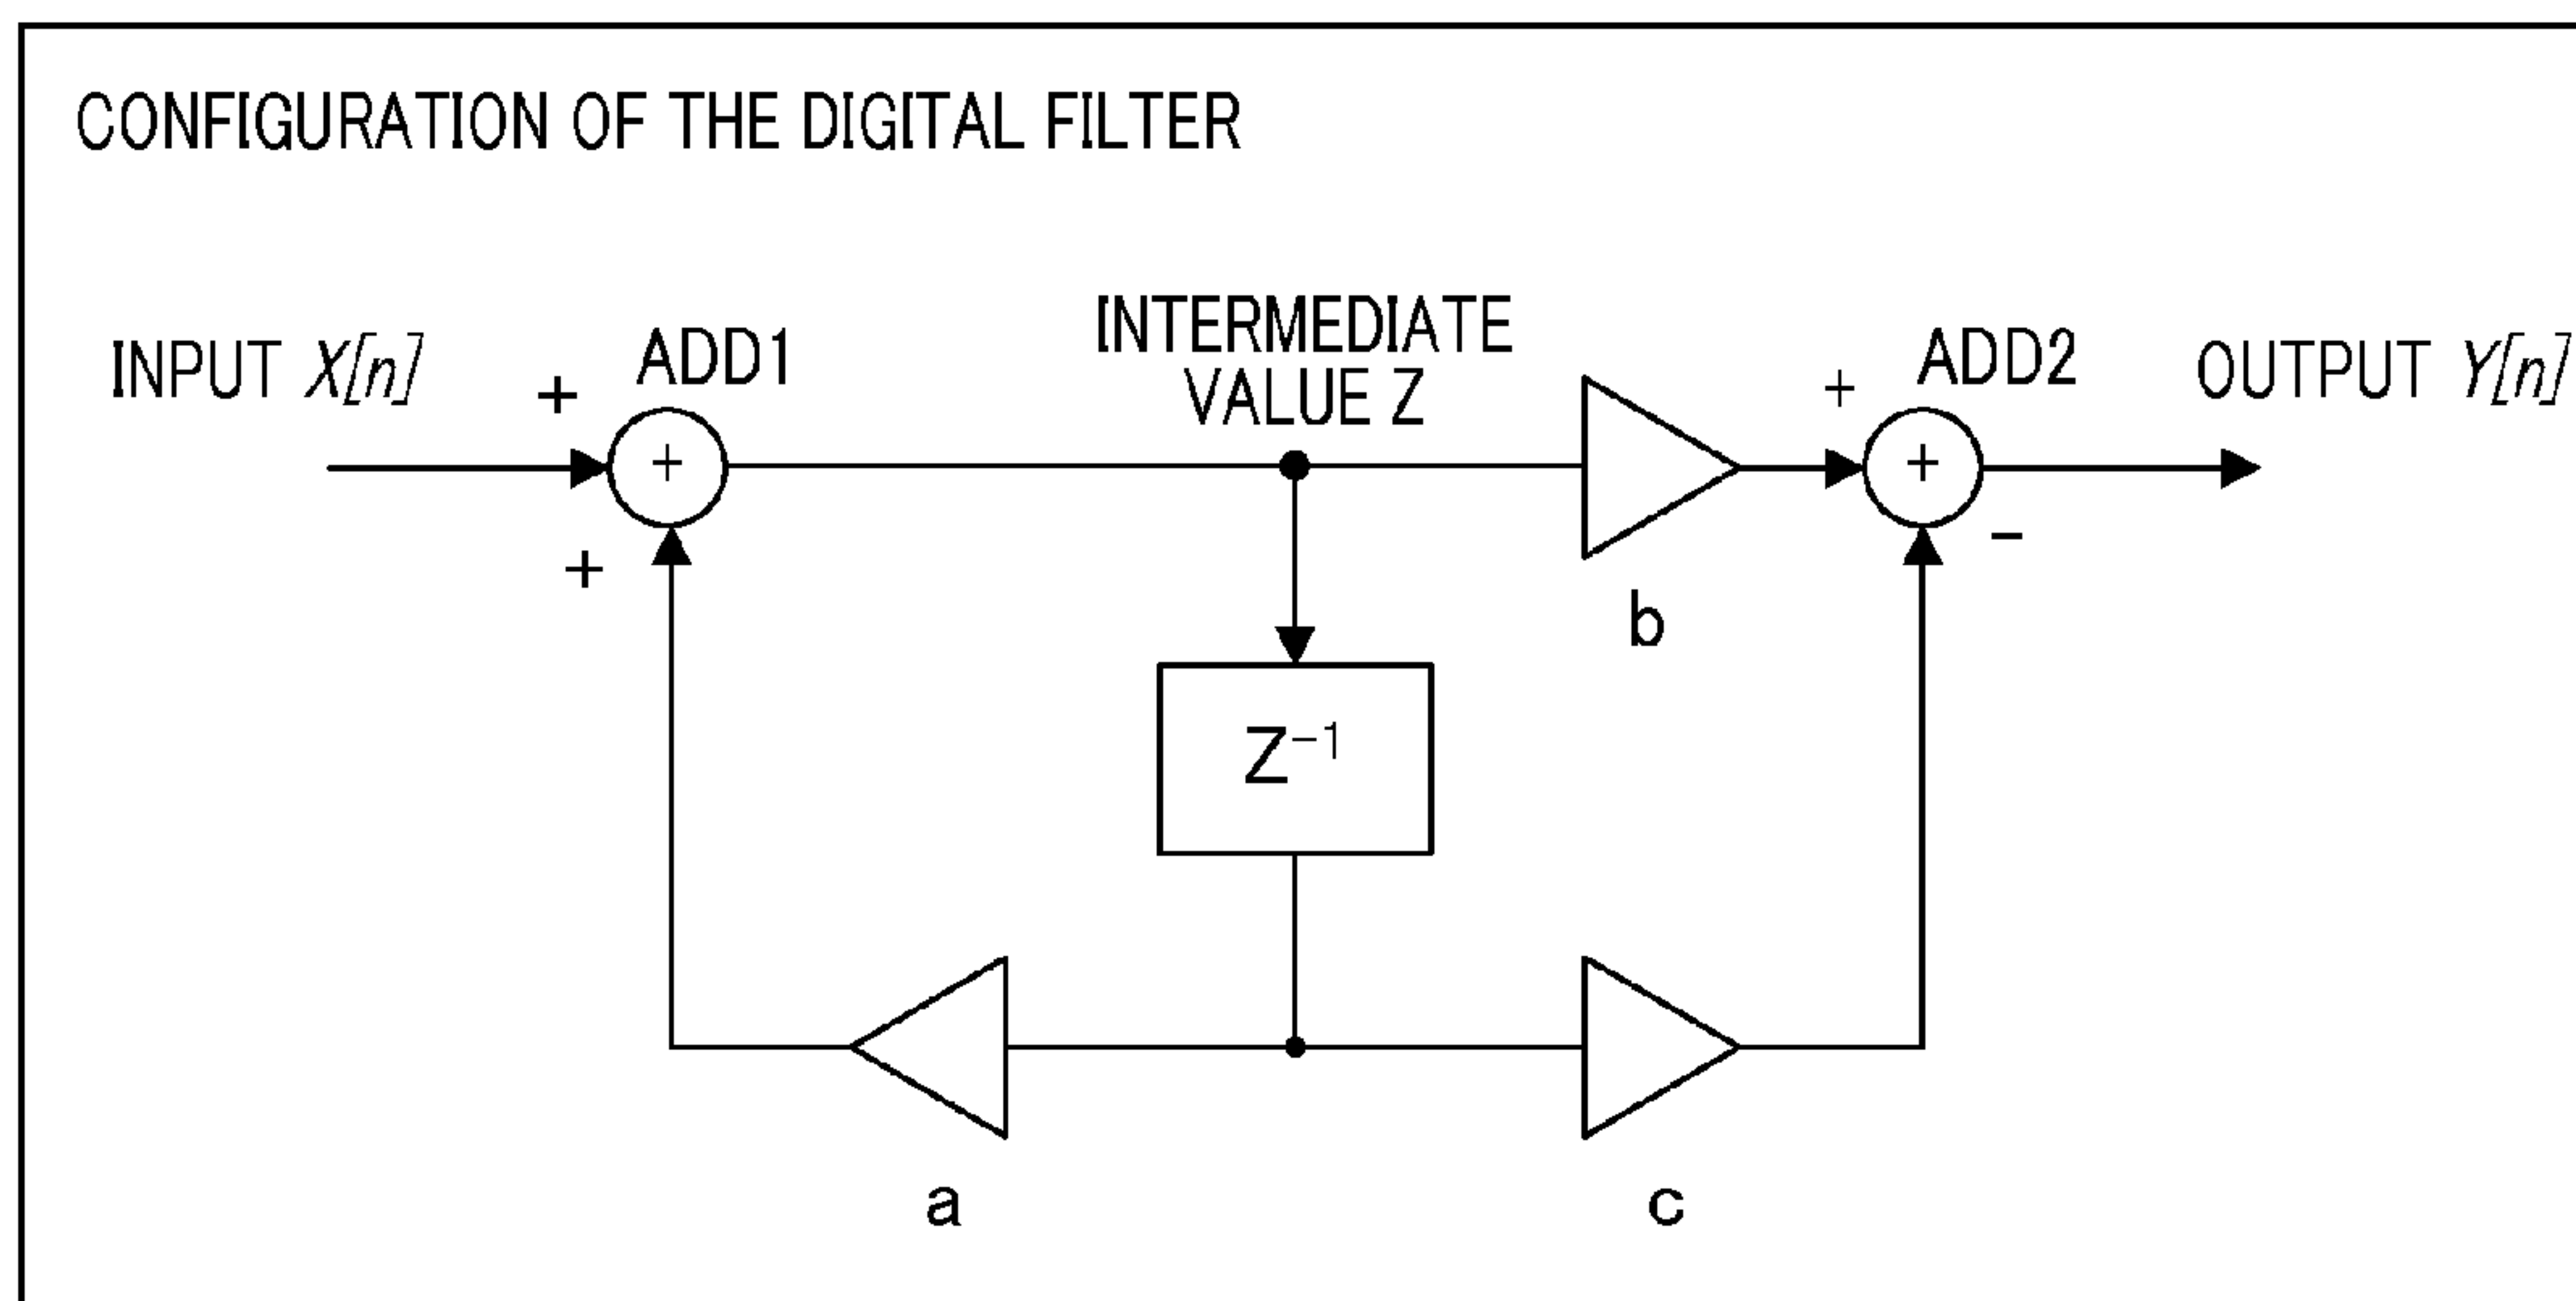 CONFIGURATION OF THE DIGITAL FILTER
INPUT X[n]
+
ADD1
+
+
INTERMEDIATE
VALUE Z
b
+
ADD2
+
-
OUTPUT Y[n]
Z⁻¹
a
c